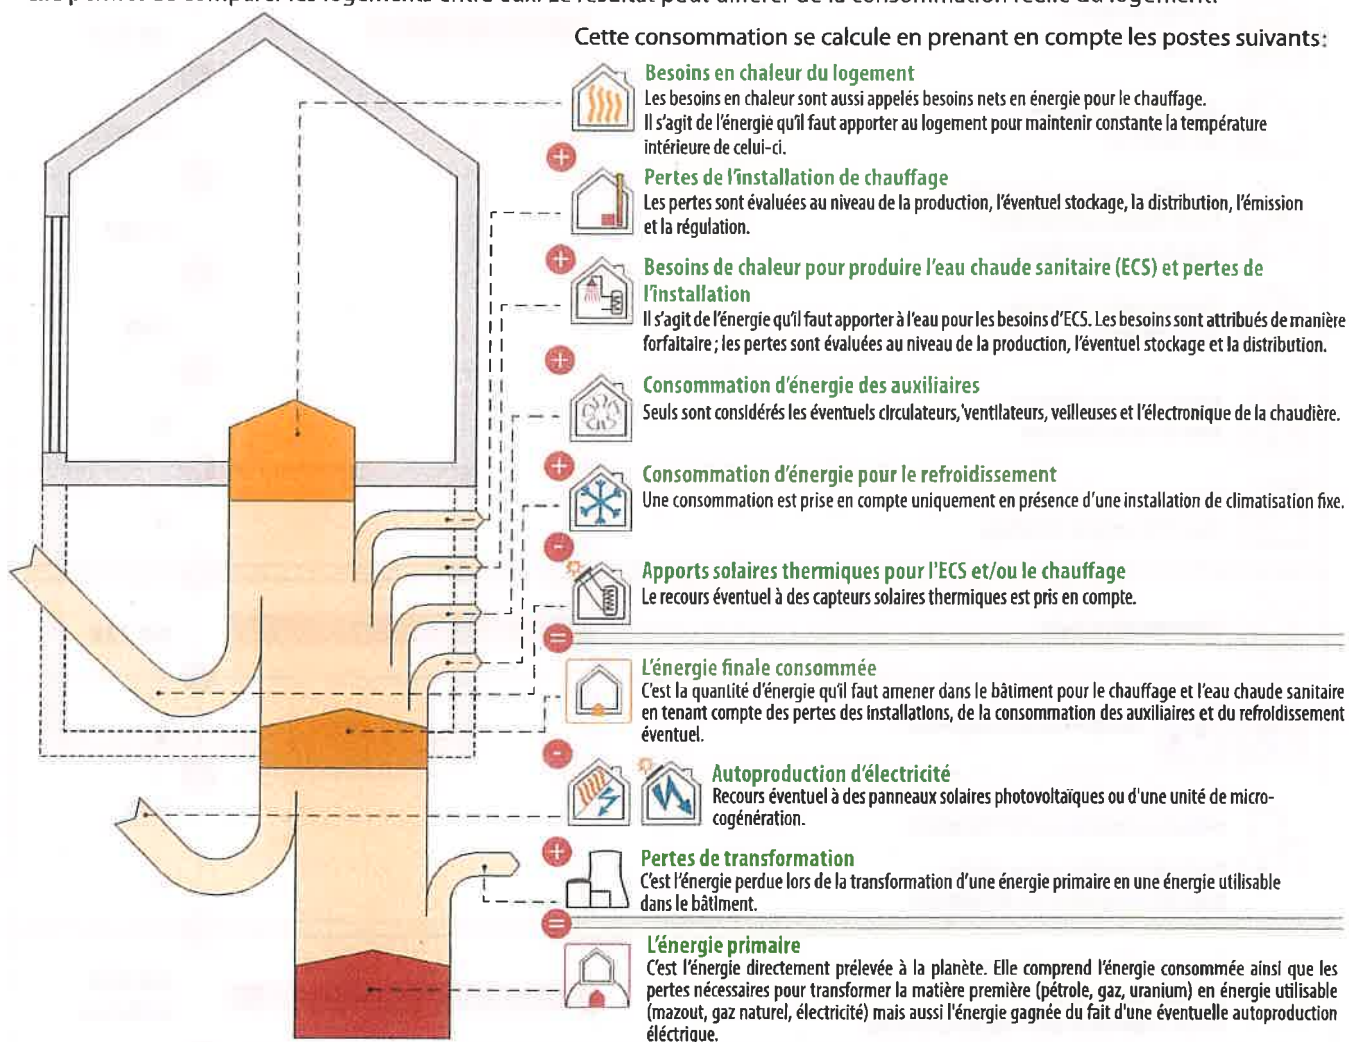 Cette consommation se calcule en prenant en compte les postes suivants:
Besoins en chaleur du logement
Les besoins en chaleur sont aussi appelés besoins nets en énergie pour le chauffage.
Il s'agit de l'énergie qu'il faut apporter au logement pour maintenir constante la température
intérieure de celui-ci.
+
Pertes de l'installation de chauffage
Les pertes sont évaluées au niveau de la production, l'éventuel stockage, la distribution, l'émission
et la régulation.
+
Besoins de chaleur pour produire l'eau chaude sanitaire (ECS) et pertes de
l'installation
Il s'agit de l'énergie qu'il faut apporter à l'eau pour les besoins d'ECS. Les besoins sont attribués de manière
forfaitaire ; les pertes sont évaluées au niveau de la production, l'éventuel stockage et la distribution.
+
Consommation d'énergie des auxiliaires
Seuls sont considérés les éventuels circulateurs, ventilateurs, veilleuses et l'électronique de la chaudière.
+
Consommation d'énergie pour le refroidissement
Une consommation est prise en compte uniquement en présence d'une installation de climatisation fixe.
-
Apports solaires thermiques pour l'ECS et/ou le chauffage
Le recours éventuel à des capteurs solaires thermiques est pris en compte.
=
L'énergie finale consommée
C'est la quantité d'énergie qu'il faut amener dans le bâtiment pour le chauffage et l'eau chaude sanitaire
en tenant compte des pertes des installations, de la consommation des auxiliaires et du refroidissement
éventuel.
-
Autoproduction d'électricité
Recours éventuel à des panneaux solaires photovoltaïques ou d'une unité de micro-
cogénération.
+
Pertes de transformation
C'est l'énergie perdue lors de la transformation d'une énergie primaire en une énergie utilisable
dans le bâtiment.
=
L'énergie primaire
C'est l'énergie directement prélevée à la planète. Elle comprend l'énergie consommée ainsi que les
pertes nécessaires pour transformer la matière première (pétrole, gaz, uranium) en énergie utilisable
(mazout, gaz naturel, électricité) mais aussi l'énergie gagnée du fait d'une éventuelle autoproduction
éléctrique.